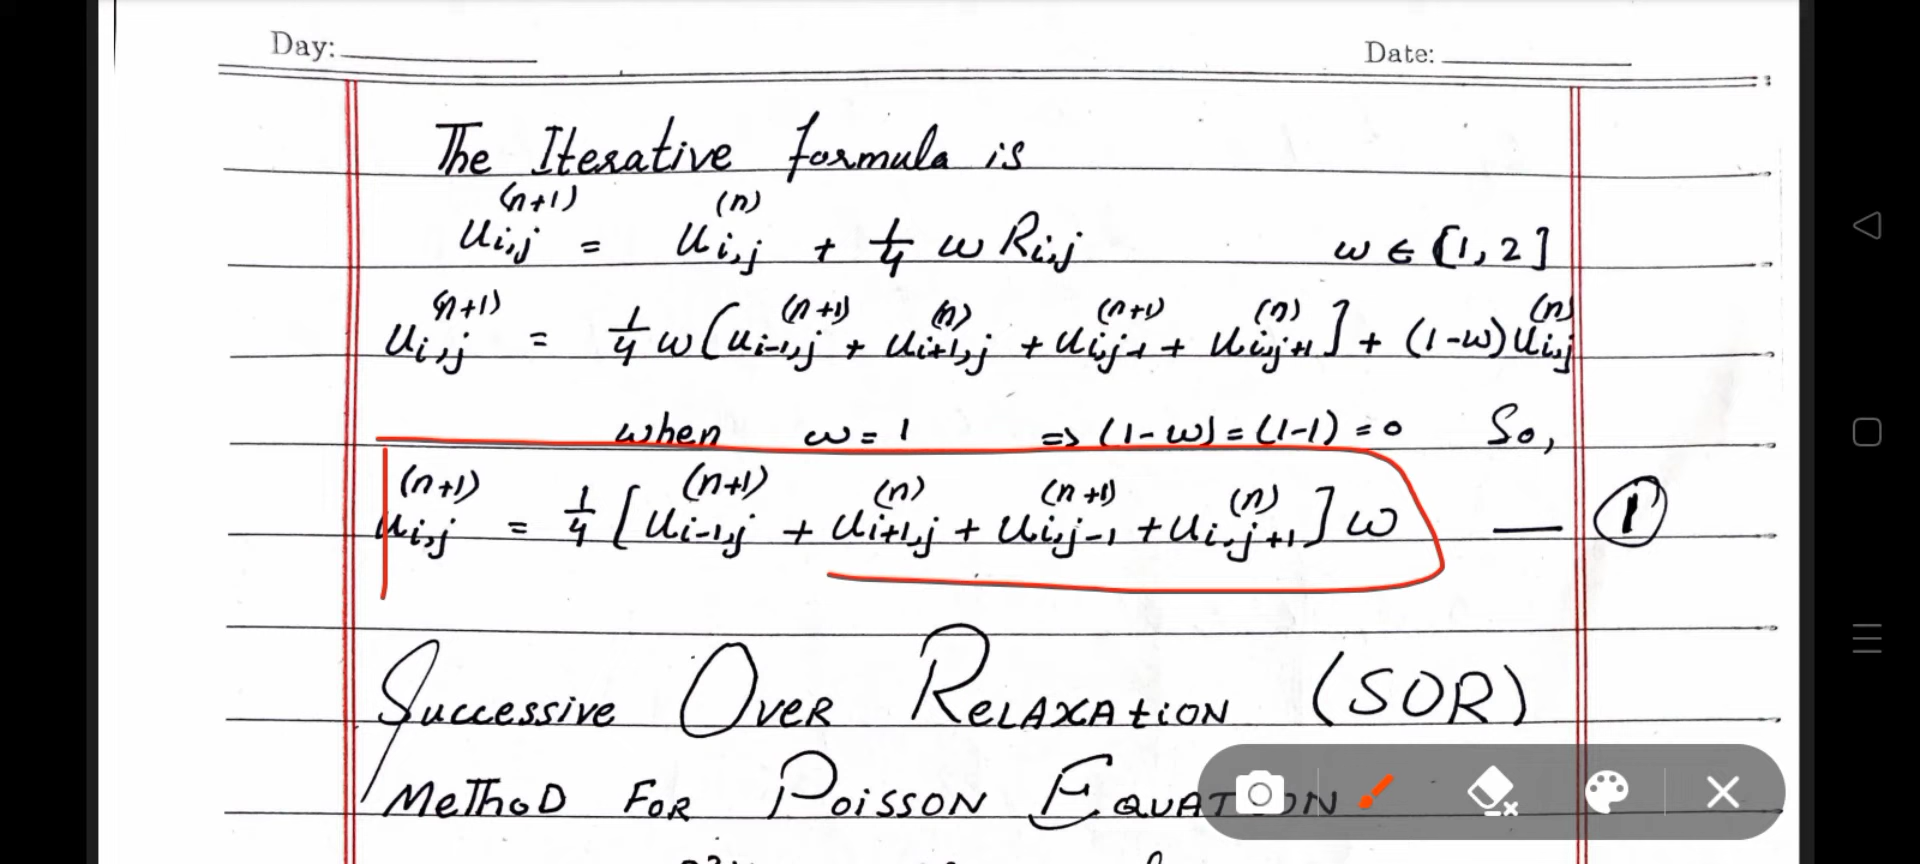 Day: Date:
The Iterative formula is
u_{i,j}^{(n+1)} = u_{i,j}^{(n)} + 1/4 ω R_{i,j} ω ∈ [1, 2]
u_{i,j}^{(n+1)} = 1/4 ω [u_{i-1,j}^{(n+1)} + u_{i+1,j}^{(n)} + u_{i,j-1}^{(n+1)} + u_{i,j+1}^{(n)}] + (1-ω) u_{i,j}^{(n)}
when ω = 1 => (1-ω) = (1-1) = 0 So,
u_{i,j}^{(n+1)} = 1/4 [u_{i-1,j}^{(n+1)} + u_{i+1,j}^{(n)} + u_{i,j-1}^{(n+1)} + u_{i,j+1}^{(n)}] ω — ①
Successive Over Relaxation (SOR)
Method For Poisson Equation